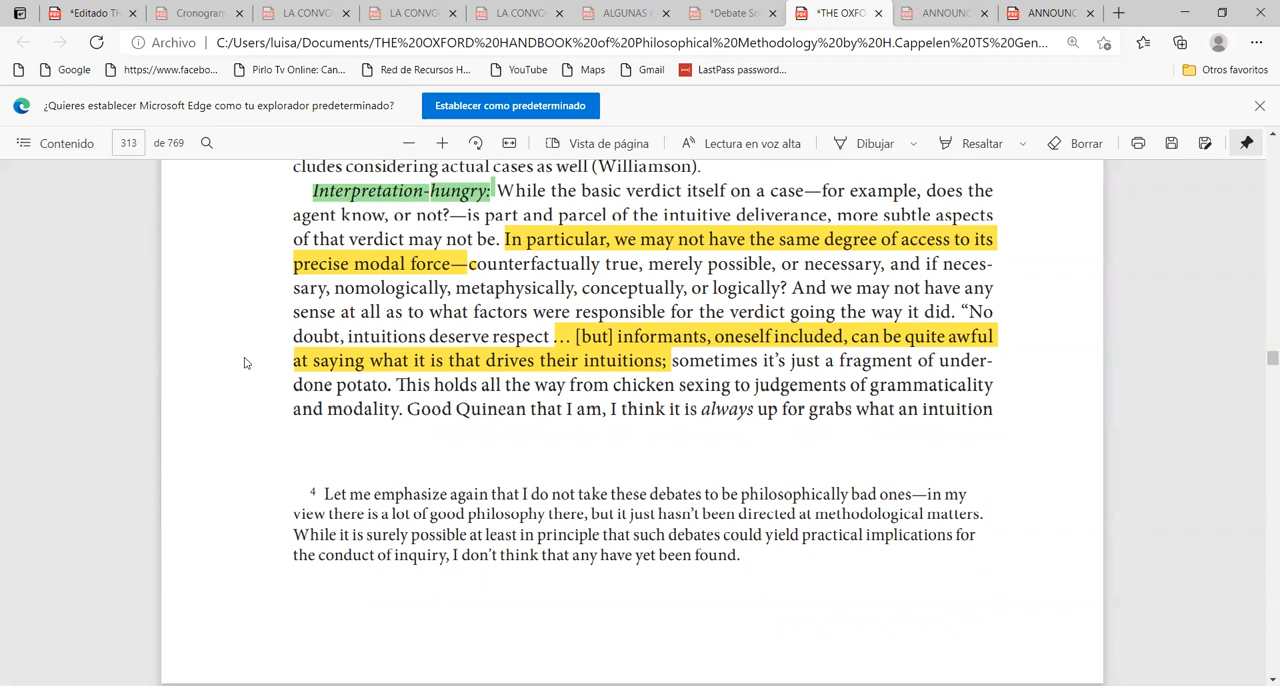 *Editado TH
Cronogram
LA CONVO
LA CONVO
LA CONVO
ALGUNAS
*Debate So
*THE OXFO
ANNOUNC
ANNOUNC
Archivo
C:/Users/luisa/Documents/THE%20OXFORD%20HANDBOOK%20of%20Philosophical%20Methodology%20by%20H.Cappelen%20TS%20Gen...
Google
https://www.facebo...
Pirlo Tv Online: Can...
Red de Recursos H...
YouTube
Maps
Gmail
LastPass password...
Otros favoritos
¿Quieres establecer Microsoft Edge como tu explorador predeterminado?
Establecer como predeterminado
Contenido
313
de 769
Vista de página
Lectura en voz alta
Dibujar
Resaltar
Borrar
cludes considering actual cases as well (Williamson).
Interpretation-hungry: While the basic verdict itself on a case—for example, does the
agent know, or not?—is part and parcel of the intuitive deliverance, more subtle aspects
of that verdict may not be. In particular, we may not have the same degree of access to its
precise modal force—counterfactually true, merely possible, or necessary, and if neces-
sary, nomologically, metaphysically, conceptually, or logically? And we may not have any
sense at all as to what factors were responsible for the verdict going the way it did. “No
doubt, intuitions deserve respect … [but] informants, oneself included, can be quite awful
at saying what it is that drives their intuitions; sometimes it’s just a fragment of under-
done potato. This holds all the way from chicken sexing to judgements of grammaticality
and modality. Good Quinean that I am, I think it is always up for grabs what an intuition
4 Let me emphasize again that I do not take these debates to be philosophically bad ones—in my
view there is a lot of good philosophy there, but it just hasn’t been directed at methodological matters.
While it is surely possible at least in principle that such debates could yield practical implications for
the conduct of inquiry, I don’t think that any have yet been found.